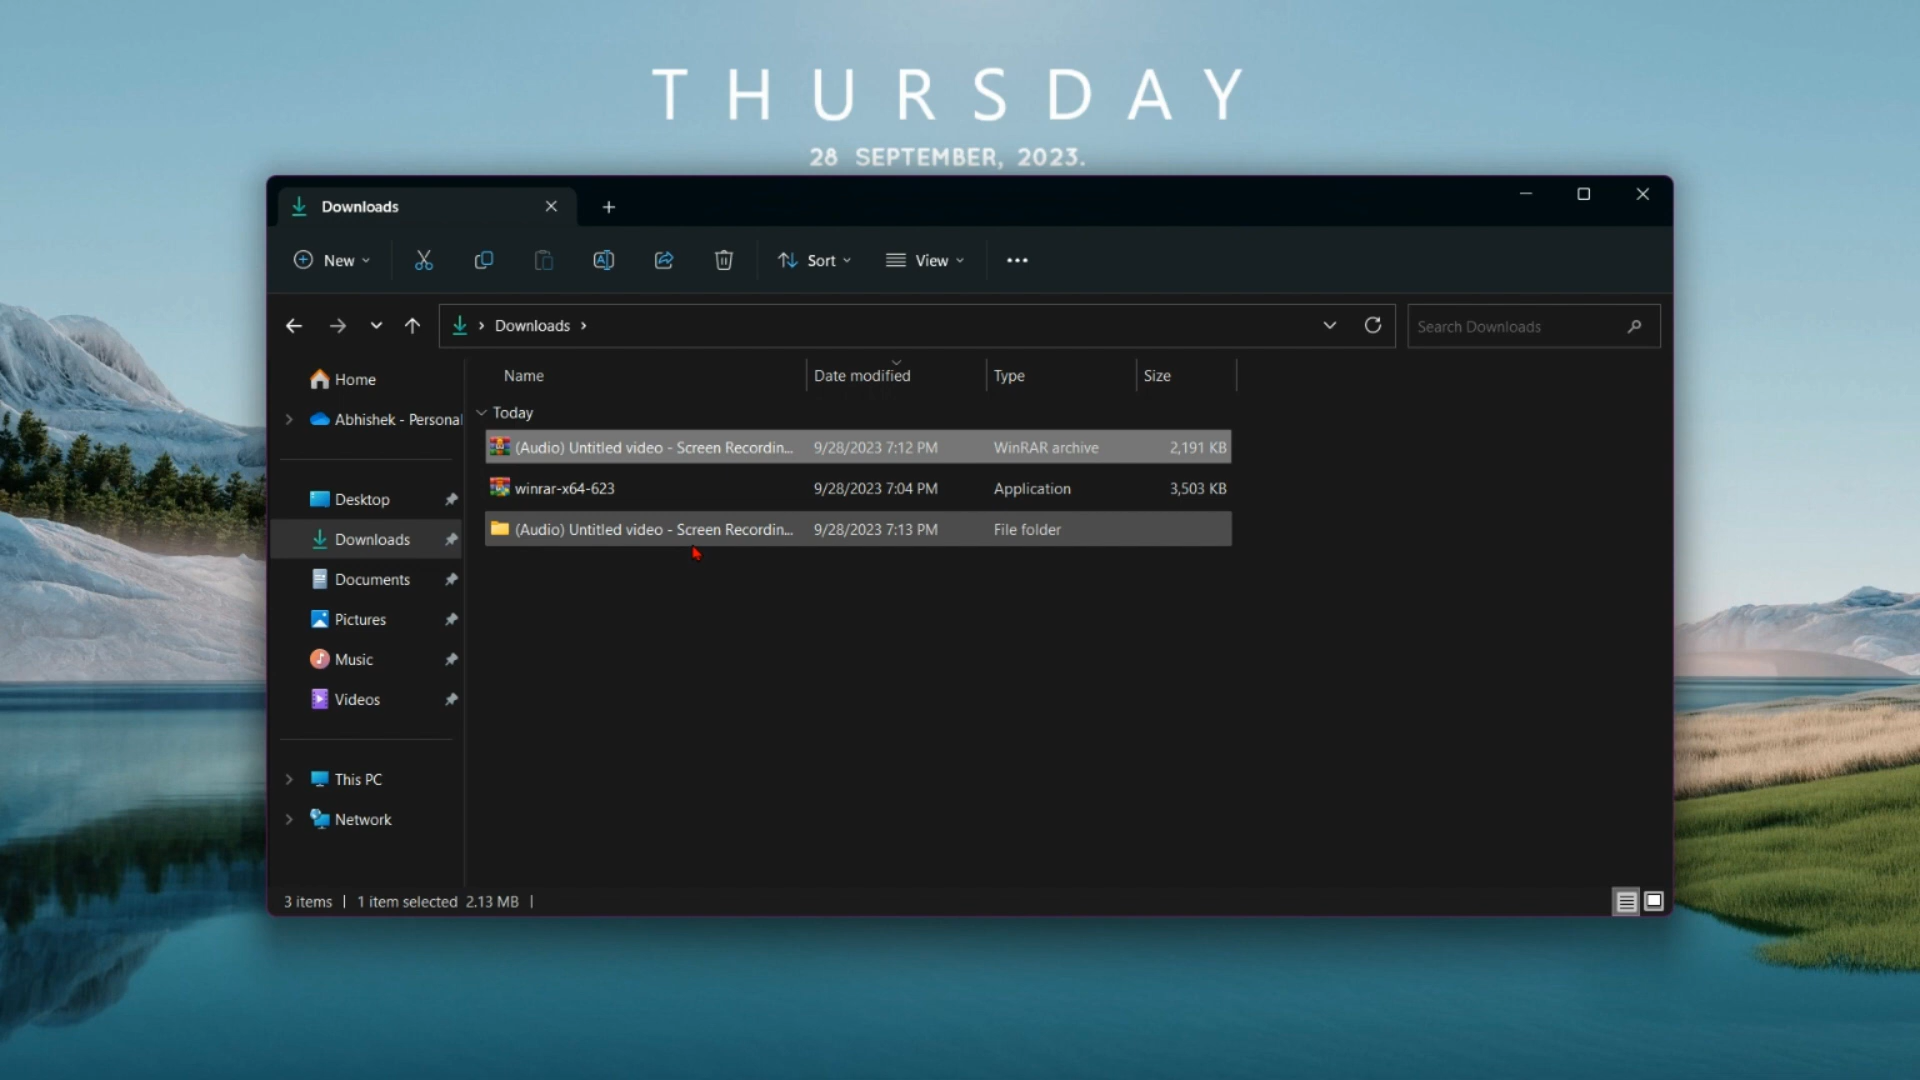 THURSDAY
28 SEPTEMBER, 2023.
Downloads
New
Sort
View
Downloads
Search Downloads
Name Date modified Type Size
Home
Abhishek - Personal
Today
(Audio) Untitled video - Screen Recordin... 9/28/2023 7:12 PM WinRAR archive 2,191 KB
winrar-x64-623 9/28/2023 7:04 PM Application 3,503 KB
(Audio) Untitled video - Screen Recordin... 9/28/2023 7:13 PM File folder
Desktop
Downloads
Documents
Pictures
Music
Videos
This PC
Network
3 items | 1 item selected 2.13 MB |